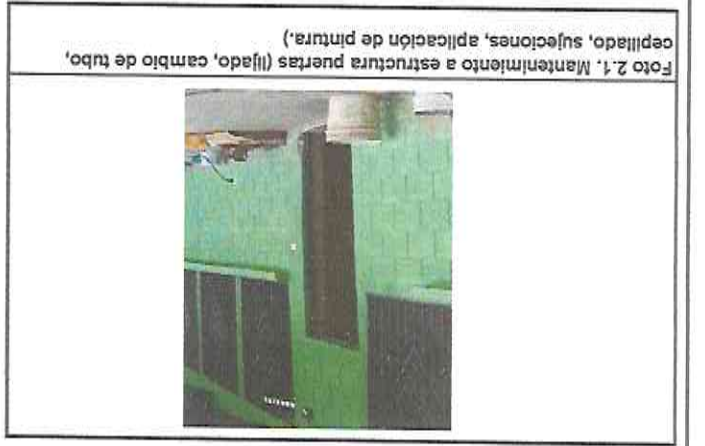 Foto 2.1. Mantenimiento a estructura puertas (lijado, cambio de tubo,
cepillado, sujeciones, aplicación de pintura.)